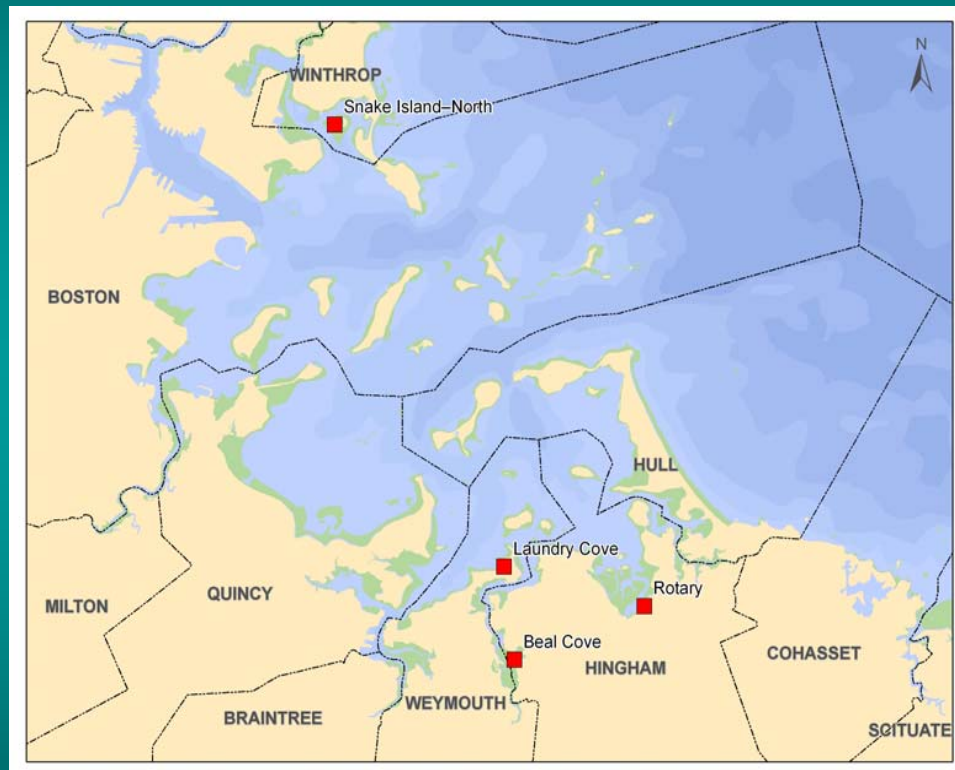 N
WINTHROP
Snake Island–North
BOSTON
HULL
Laundry Cove
QUINCY
Rotary
MILTON
Beal Cove
COHASSET
HINGHAM
WEYMOUTH
BRAINTREE
SCITUATE